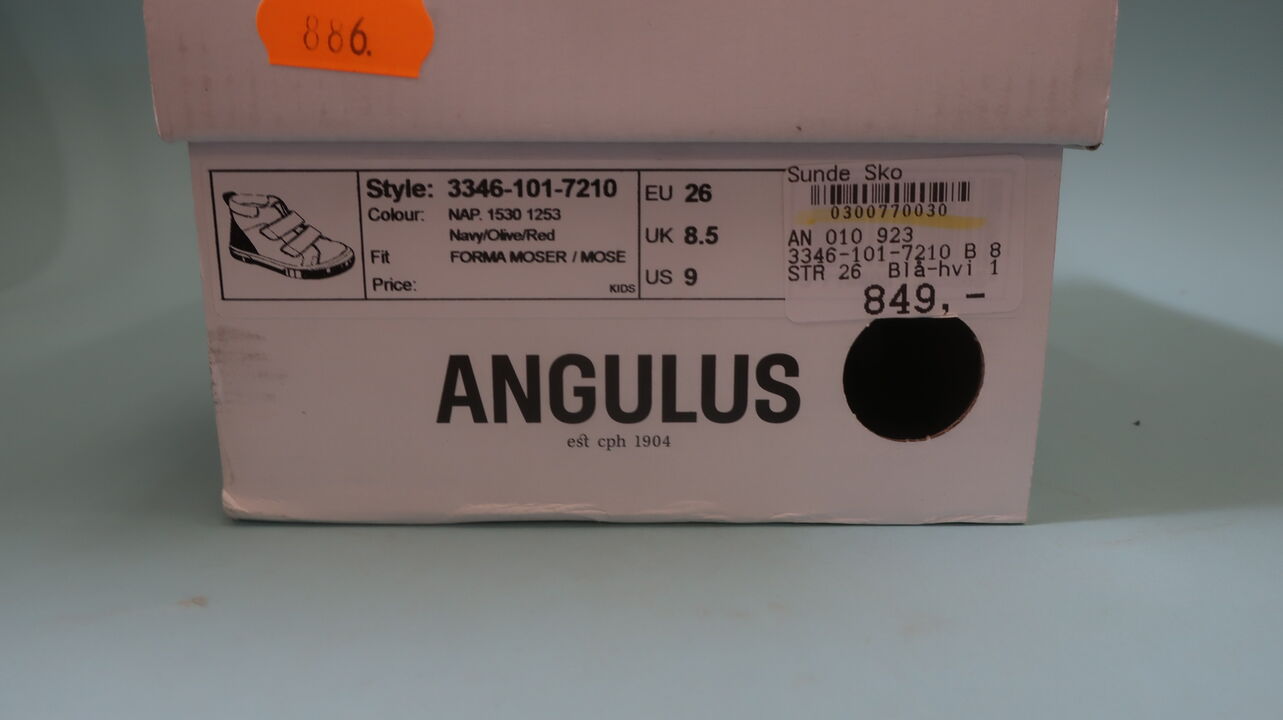 886.
Style: 3346-101-7210
Colour: NAP. 1530 1253
Navy/Olive/Red
Fit FORMA MOSER / MOSE
Price:
KIDS
EU 26
UK 8.5
US 9
Sunde Sko
0300770030
AN 010 923
3346-101-7210 B 8
STR 26 Blå-hvi 1
849,-
ANGULUS
est cph 1904